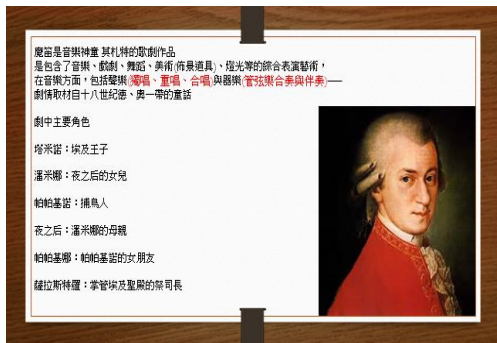 魔笛是音樂神童 莫札特的歌劇作品
是包含了音樂、戲劇、舞蹈、美術(佈景道具)、燈光等的綜合表演藝術，
在音樂方面，包括聲樂(獨唱、重唱、合唱)與器樂(管弦樂合奏與伴奏)——
劇情取材自十八世紀德、奧一帶的童話
劇中主要角色
塔米諾：埃及王子
潘米娜：夜之后的女兒
帕帕基諾：捕鳥人
夜之后：潘米娜的母親
帕帕基娜：帕帕基諾的女朋友
薩拉斯特羅：掌管埃及聖殿的祭司長